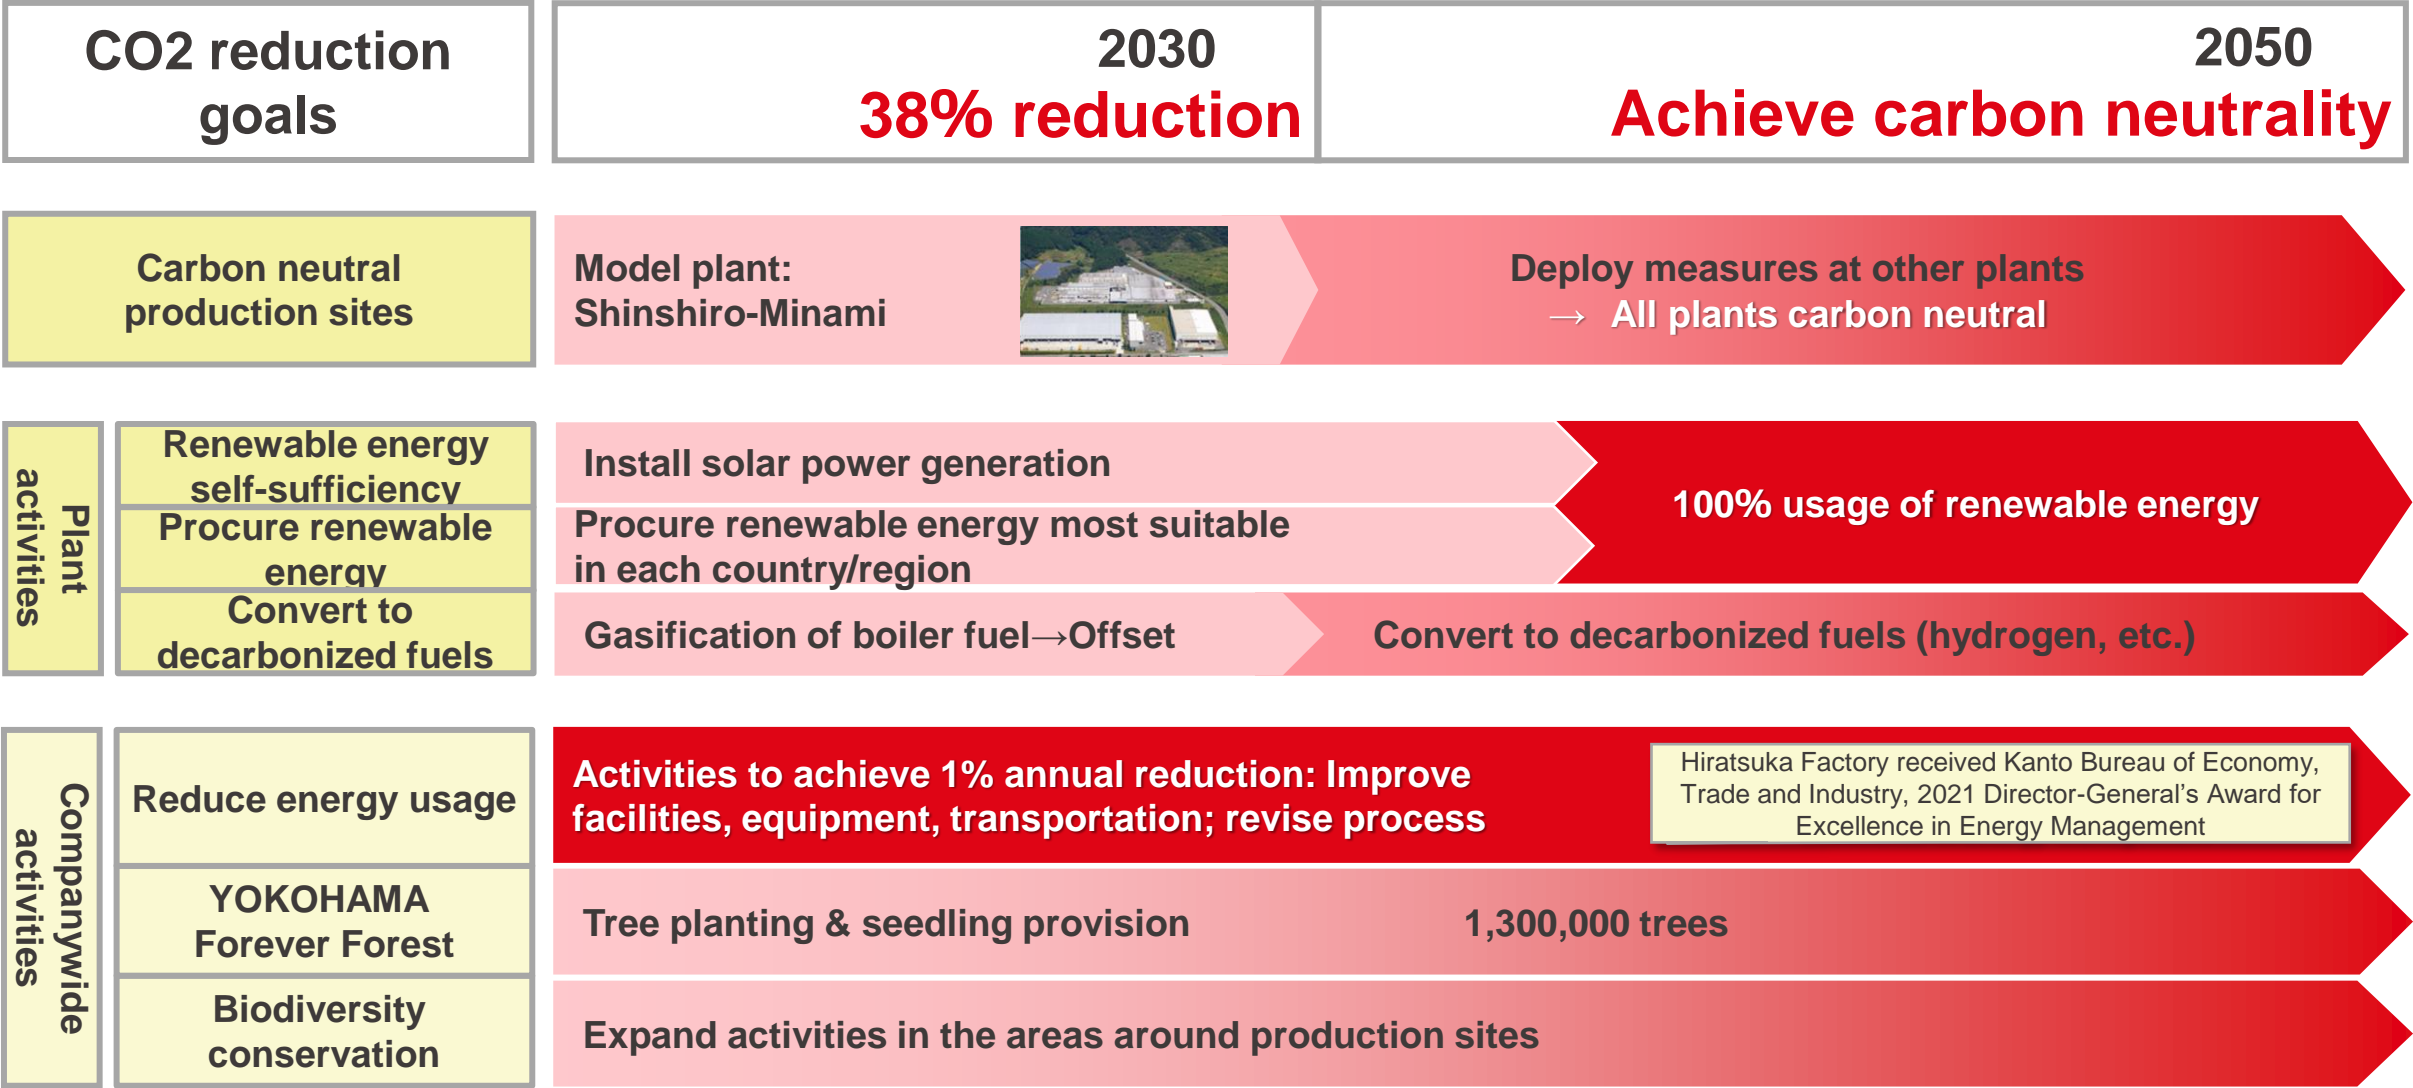 CO2 reduction
goals
2030
38% reduction
2050
Achieve carbon neutrality
Carbon neutral
production sites
Model plant:
Shinshiro-Minami
Deploy measures at other plants
→ All plants carbon neutral
Plant
activities
Renewable energy
self-sufficiency
Install solar power generation
Procure renewable
energy
Procure renewable energy most suitable
in each country/region
100% usage of renewable energy
Convert to
decarbonized fuels
Gasification of boiler fuel→Offset
Convert to decarbonized fuels (hydrogen, etc.)
Companywide
activities
Reduce energy usage
Activities to achieve 1% annual reduction: Improve
facilities, equipment, transportation; revise process
Hiratsuka Factory received Kanto Bureau of Economy,
Trade and Industry, 2021 Director-General’s Award for
Excellence in Energy Management
YOKOHAMA
Forever Forest
Tree planting & seedling provision
1,300,000 trees
Biodiversity
conservation
Expand activities in the areas around production sites